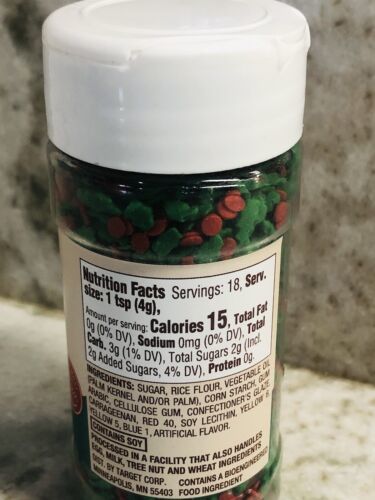 Nutrition Facts Servings: 18, Serv.
size: 1 tsp (4g),
Amount per serving: Calories 15, Total Fat
0g (0% DV), Sodium 0mg (0% DV), Total
Carb. 3g (1% DV), Total Sugars 2g (Incl.
2g Added Sugars, 4% DV), Protein 0g.
INGREDIENTS: SUGAR, RICE FLOUR, VEGETABLE OIL
(PALM KERNEL AND/OR PALM), CORN STARCH, GUM
ARABIC, CELLULOSE GUM, CONFECTIONER'S GLAZE,
CARRAGEENAN, RED 40, SOY LECITHIN, YELLOW 6,
YELLOW 5, BLUE 1, ARTIFICIAL FLAVOR.
CONTAINS SOY
PROCESSED IN A FACILITY THAT ALSO HANDLES
EGG, MILK, TREE NUT AND WHEAT INGREDIENTS
DIST. BY TARGET CORP. CONTAINS A BIOENGINEERED
MINNEAPOLIS, MN 55403 FOOD INGREDIENT